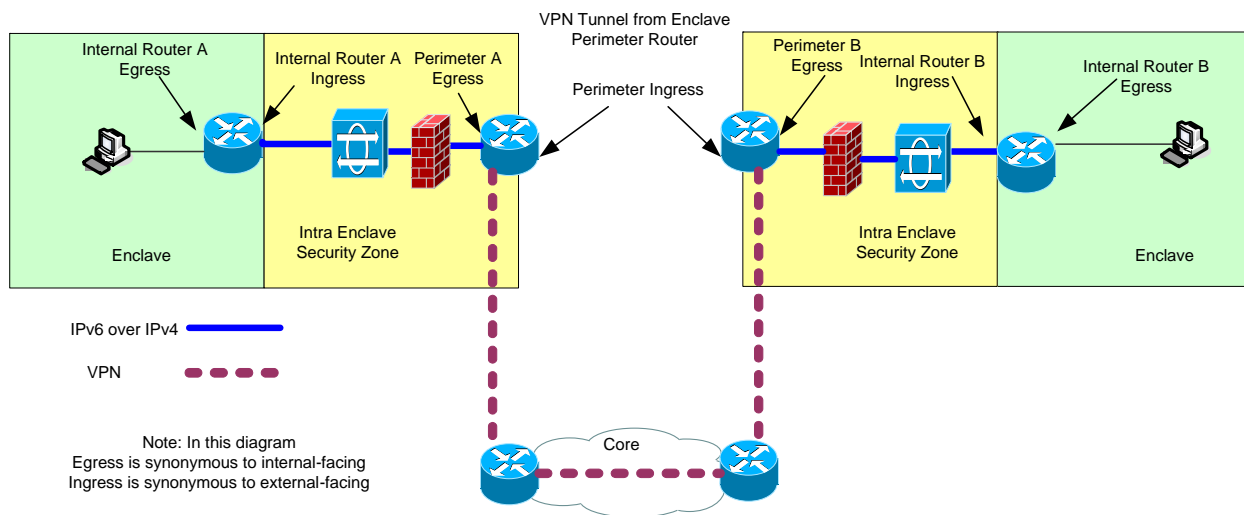 VPN Tunnel from Enclave
Perimeter Router
Internal Router A
Egress
Internal Router A
Ingress
Perimeter A
Egress
Perimeter Ingress
Perimeter B
Egress
Internal Router B
Ingress
Internal Router B
Egress
Enclave
Intra Enclave
Security Zone
Intra Enclave
Security Zone
Enclave
IPv6 over IPv4
VPN
Note: In this diagram
Egress is synonymous to internal-facing
Ingress is synonymous to external-facing
Core